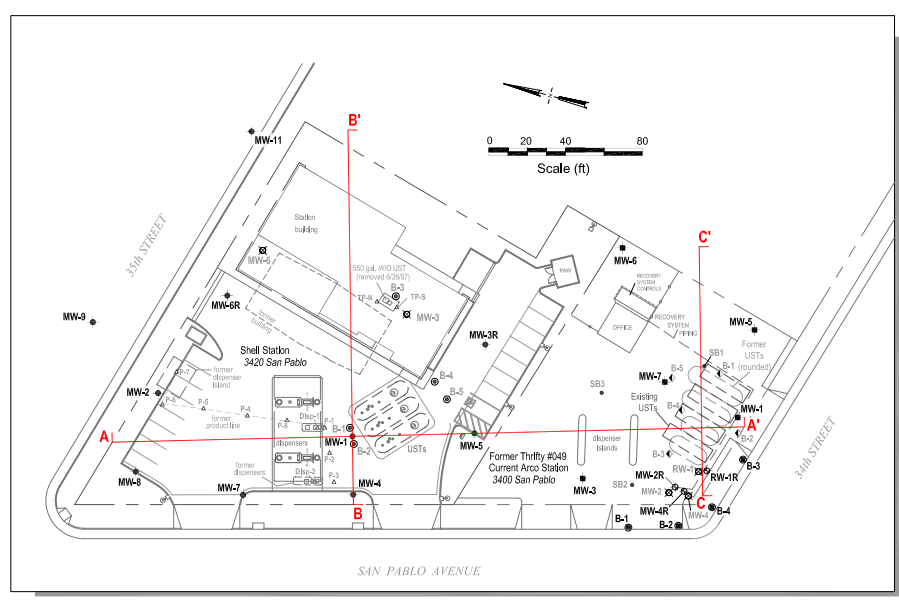 B'
N
0 20 40 80
Scale (ft)
MW-11
35th STREET
Station
building
MW-6
550 gal. W/O UST
(removed 6/26/97)
B-3
TP-N
TP-S
MW-3
MW-6R
former
building
MW-9
trash
MW-6
C'
RECOVERY
SYSTEM
CONTROLS
OFFICE
RECOVERY
SYSTEM
PIPING
MW-5
Former
USTs
(rounded)
MW-3R
Shell Station
3420 San Pablo
P-7
former
dispenser
island
MW-2
P-6
P-5
P-4
former
product line
P-8
Disp-1
P-1
dispensers
B-4
B-5
SB1
B-1
B-5
MW-7
SB3
Existing
USTs
B-4
MW-1
A'
B-2
A
B-1
MW-1
B-2
USTs
MW-5
P-2
former
dispensers
Disp-2
P-3
dispenser
islands
Former Thrifty #049
Current Arco Station
3400 San Pablo
B-3
B-3
34th STREET
MW-8
MW-7
MW-4
B
MW-3
SB2
RW-1
RW-1R
MW-2R
MW-2
C
MW-4R
MW-4
B-4
B-1
B-2
SAN PABLO AVENUE